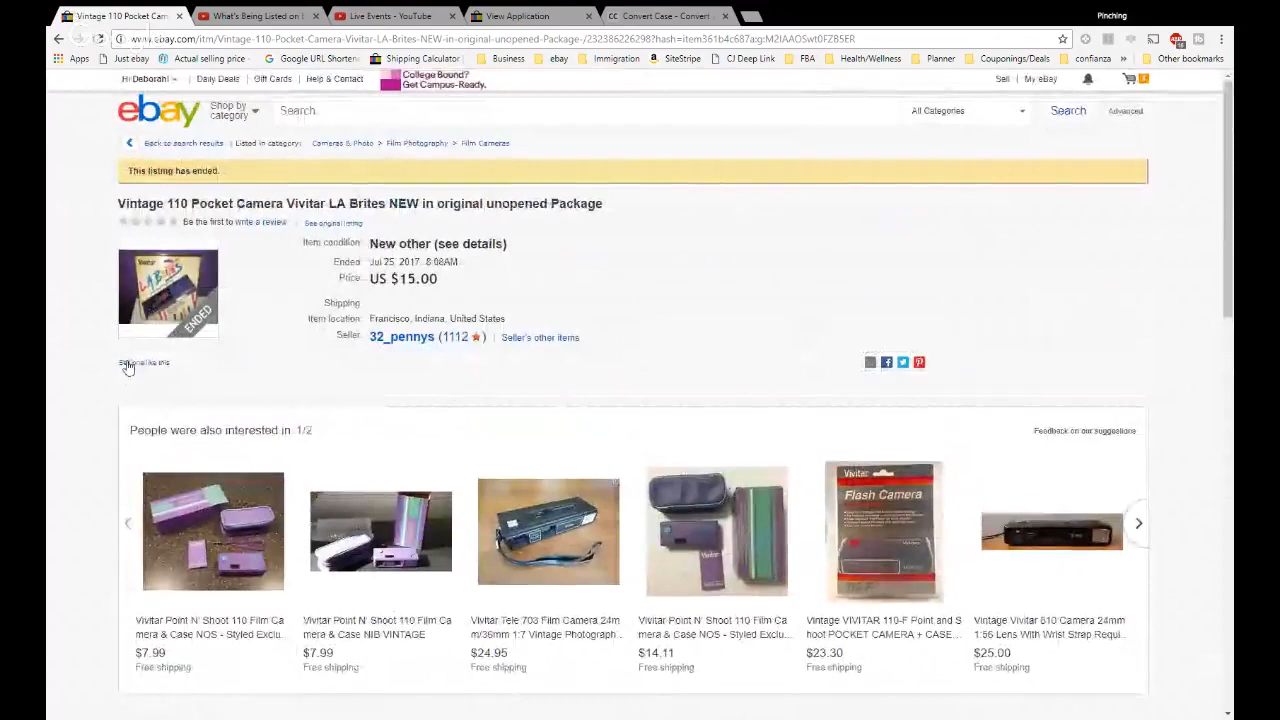 Vintage 110 Pocket Cam
What's Being Listed on
Live Events - YouTube
View Application
CC Convert Case - Convert
Pinching
www.ebay.com/itm/Vintage-110-Pocket-Camera-Vivitar-LA-Brites-NEW-in-original-unopened-Package-/232386226298?hash=item361b4c687a:g:M2IAAOSwt0FZB5ER
Apps Just ebay Actual selling price Google URL Shortener Shipping Calculator Business ebay Immigration SiteStripe CJ Deep Link FBA Health/Wellness Planner Coupons/Deals confianza » Other bookmarks
Hi Deborah! Daily Deals Gift Cards Help & Contact
College Bound?
Get Campus-Ready.
Sell My eBay
ebay
Shop by
category
Search...
All Categories
Search
Advanced
Back to search results | Listed in category: Cameras & Photo > Film Photography > Film Cameras
This listing has ended.
Vintage 110 Pocket Camera Vivitar LA Brites NEW in original unopened Package
Be the first to write a review See original listing
Item condition: New other (see details)
Ended: Jul 25, 2017 8:08AM
Price: US $15.00
Shipping:
Item location: Francisco, Indiana, United States
Seller: 32_pennys (1112 ★) | Seller's other items
ENDED
Sell one like this
People were also interested in 1/2
Feedback on our suggestions
Vivitar
Flash Camera
Vivitar Point N' Shoot 110 Film Ca
mera & Case NOS - Styled Exclu...
$7.99
Free shipping
Vivitar Point N' Shoot 110 Film Ca
mera & Case NIB VINTAGE
$7.99
Free shipping
Vivitar Tele 703 Film Camera 24m
m/36mm 1:7 Vintage Photograph...
$24.95
Free shipping
Vivitar Point N' Shoot 110 Film Ca
mera & Case NOS - Styled Exclu...
$14.11
Free shipping
Vintage VIVITAR 110-F Point and S
hoot POCKET CAMERA + CASE...
$23.30
Free shipping
Vintage Vivitar 810 Camera 24mm
1:56 Lens With Wrist Strap Requi...
$25.00
Free shipping